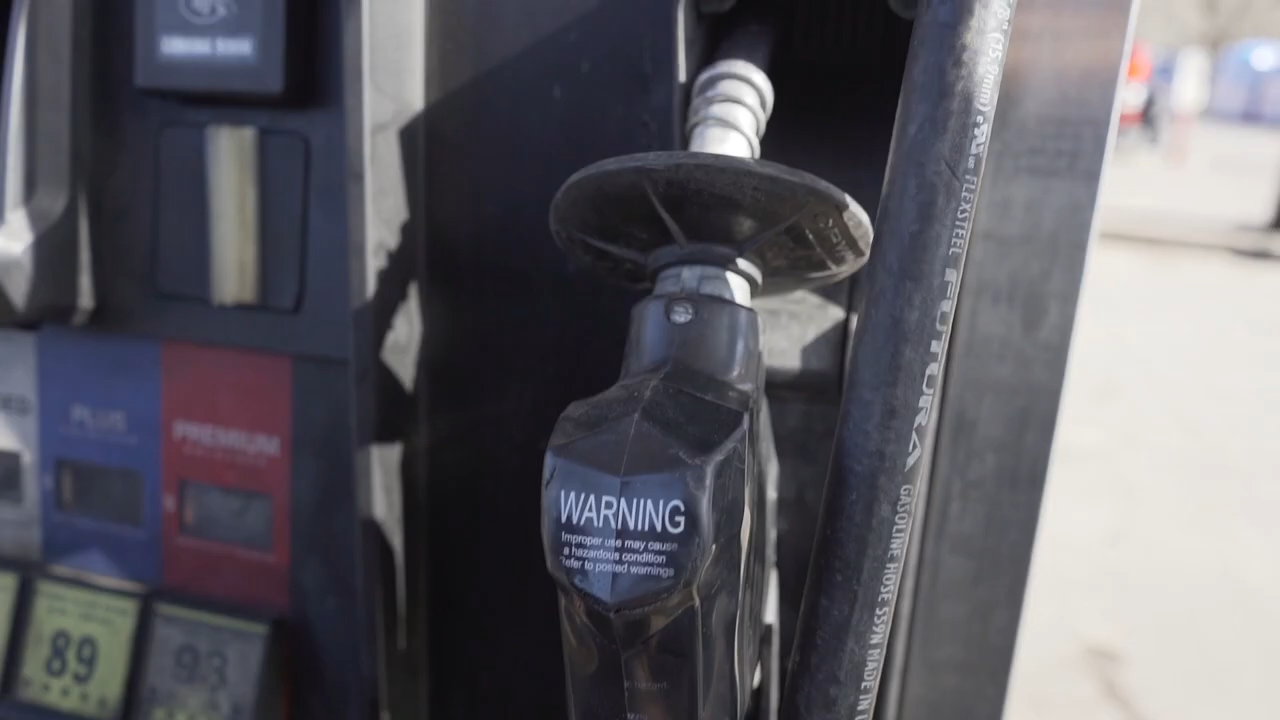 PLUS
PREMIUM
89
93
WARNING
Improper use may cause
a hazardous condition
Refer to posted warnings
FLEXSTEEL FUTURA GASOLINE HOSE 559N MADE IN